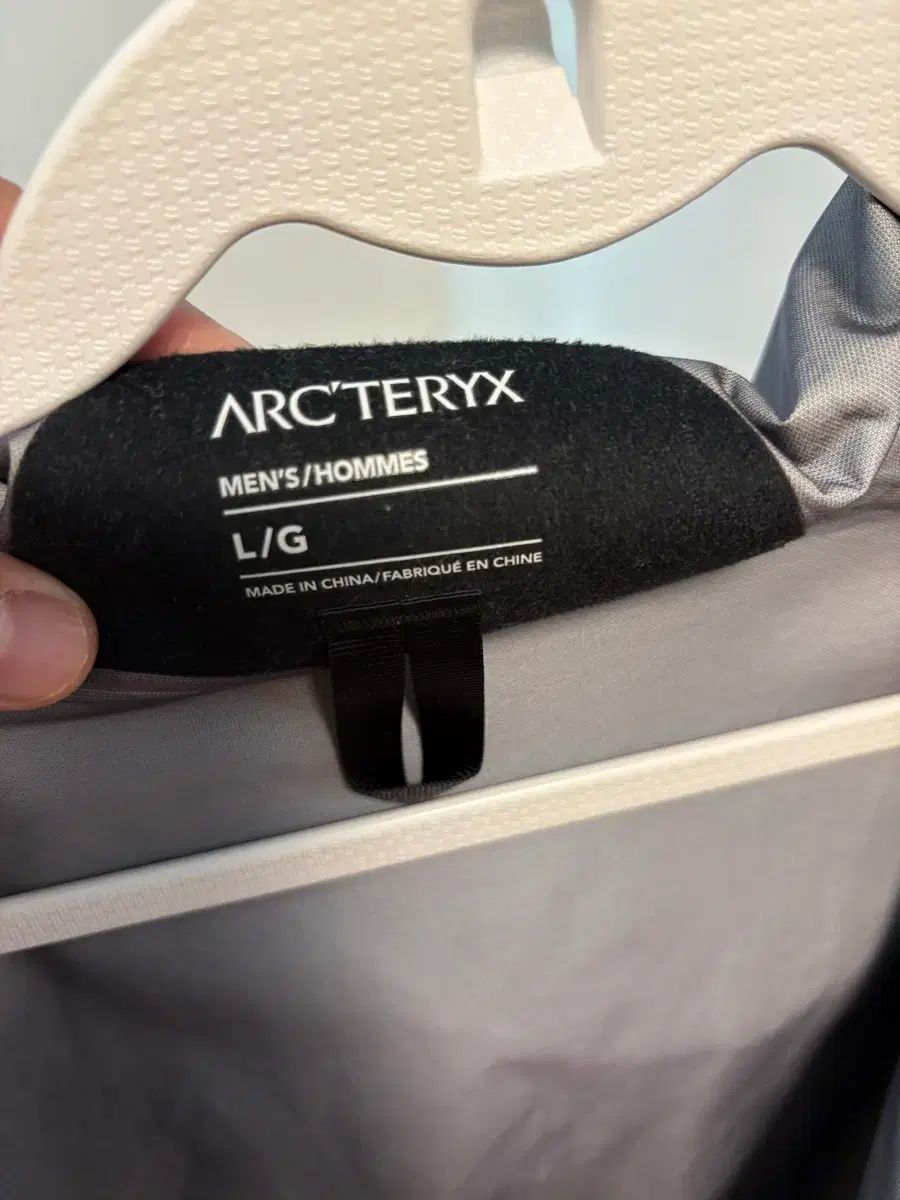 ARC'TERYX
MEN'S/HOMMES
L/G
MADE IN CHINA/FABRIQUÉ EN CHINE